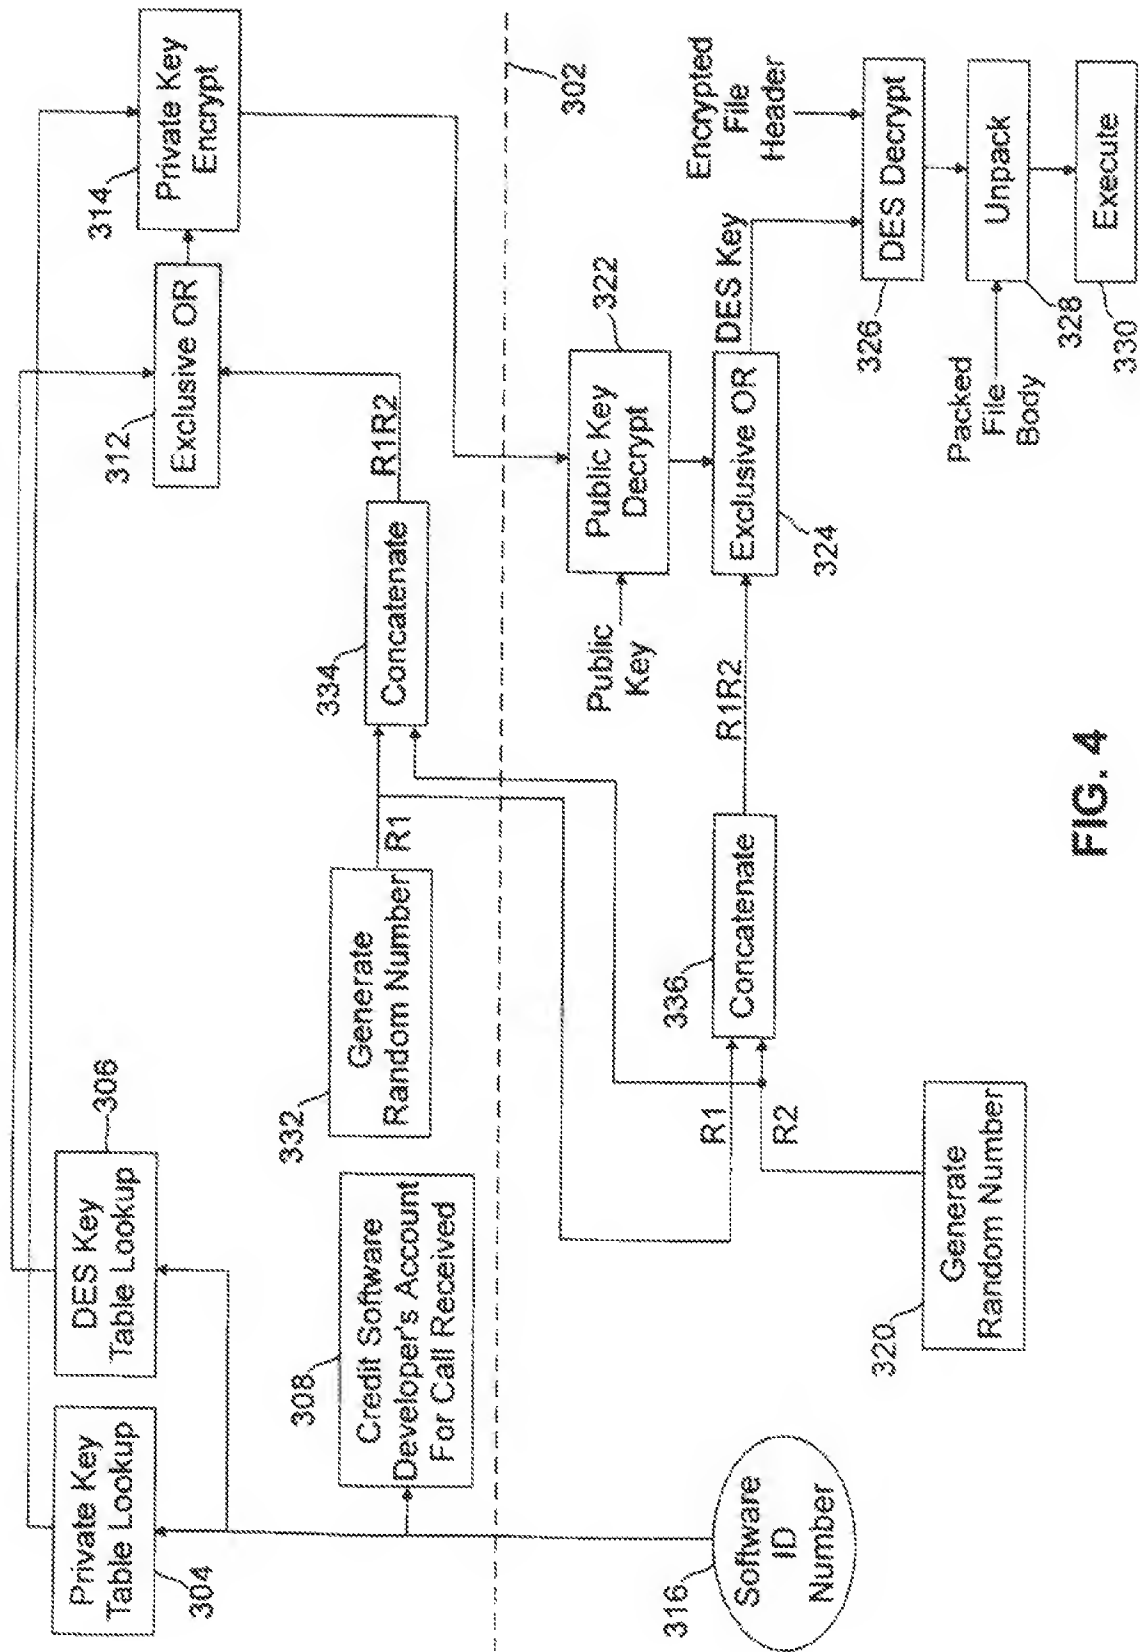 304
Private Key
Table Lookup
306
DES Key
Table Lookup
314
Private Key
Encrypt
312
Exclusive OR
308
Credit Software
Developer's Account
For Call Received
332
Generate
Random Number
R1
334
Concatenate
R1R2
302
316
Software
ID
Number
R1
R2
336
Concatenate
R1R2
Public
Key
322
Public Key
Decrypt
324
Exclusive OR
DES Key
Encrypted
File
Header
320
Generate
Random Number
326
DES Decrypt
Packed
File
Body
328
Unpack
330
Execute
FIG. 4